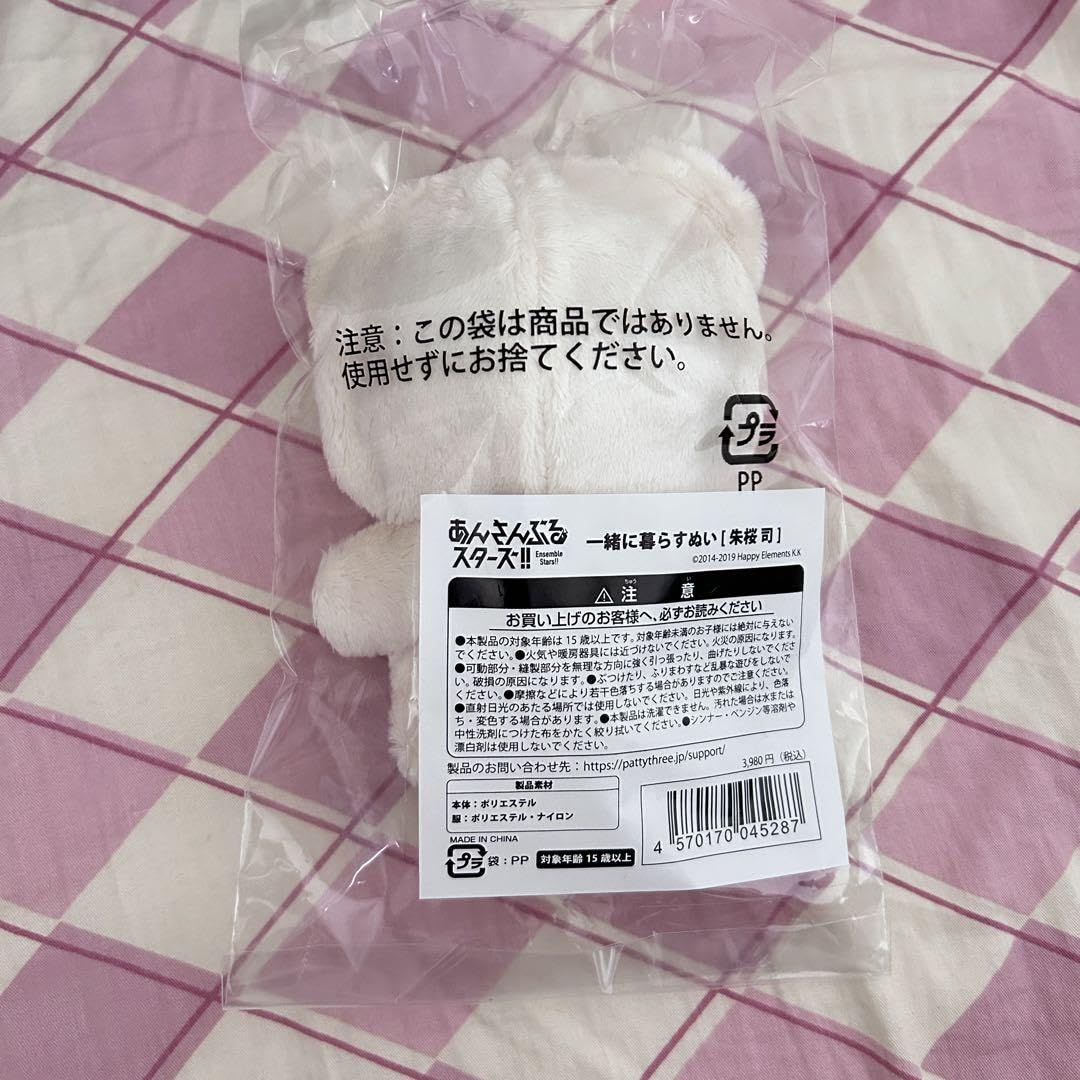 注意：この袋は商品ではありません。
使用せずにお捨てください。
プラ
PP
あんさんぶる
スターズ!!
Ensemble
Stars!!
一緒に暮らすぬい [ 朱桜 司 ]
©2014-2019 Happy Elements K.K
ちゅう い
⚠ 注 意
お買い上げのお客様へ、必ずお読みください
●本製品の対象年齢は 15 歳以上です。対象年齢未満のお子様には絶対に与えない
でください。●火気や暖房器具には近づけないでください。火災の原因になります。
●可動部分・縫製部分を無理な方向に強く引っ張ったり、曲げたりしないでくださ
い。破損の原因になります。●ぶつけたり、ふりまわすなど乱暴な遊びをしないで
ください。●摩擦などにより若干色落ちする場合がありますのでご注意ください。
●直射日光のあたる場所では使用しないでください。日光や紫外線により、色落
ち・変色する場合があります。●本製品は洗濯できません。汚れた場合は水または
中性洗剤につけた布をかたく絞り拭いてください。●シンナー・ベンジン等溶剤や
漂白剤は使用しないでください。
製品のお問い合わせ先：https://pattythree.jp/support/
3,980円（税込）
製品素材
本体：ポリエステル
服：ポリエステル・ナイロン
MADE IN CHINA
プラ 袋：PP 対象年齢 15 歳以上
4 570170 045287